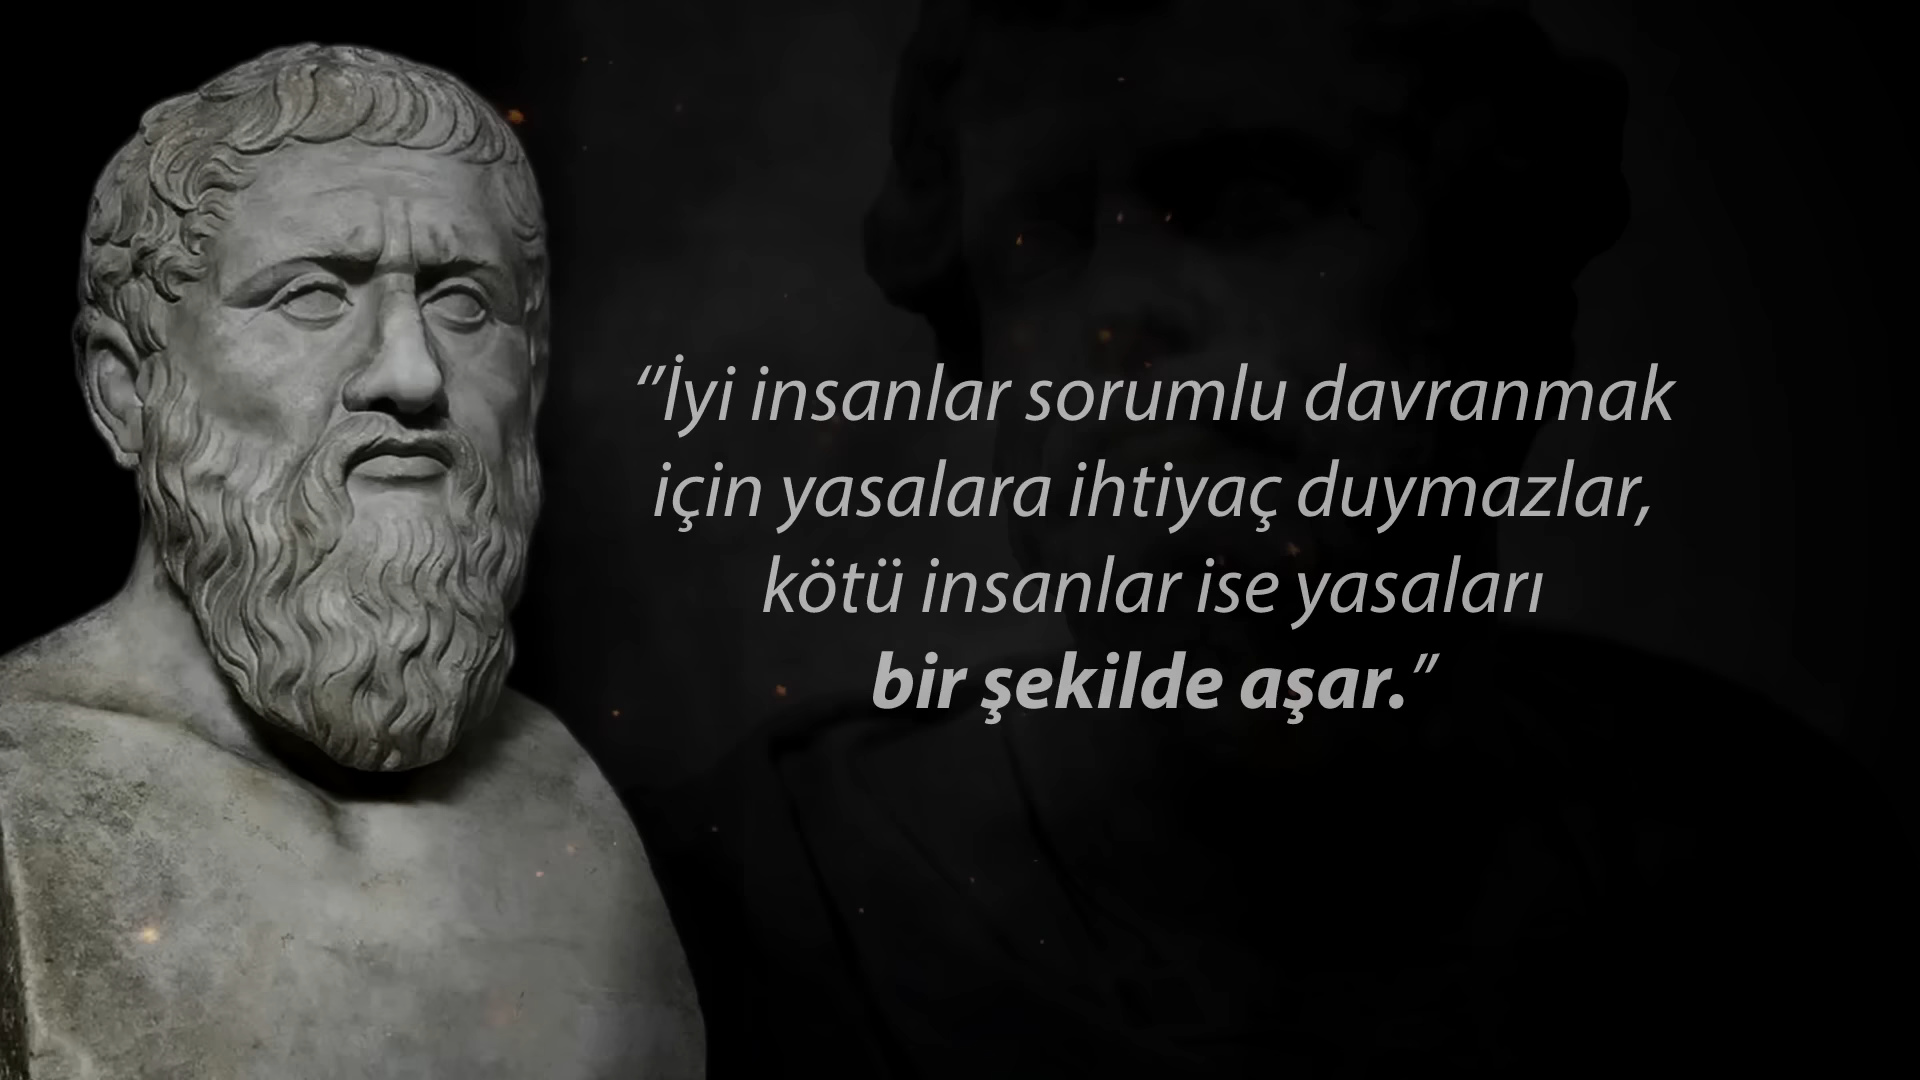 “İyi insanlar sorumlu davranmak
için yasalara ihtiyaç duymazlar,
kötü insanlar ise yasaları
bir şekilde aşar.”